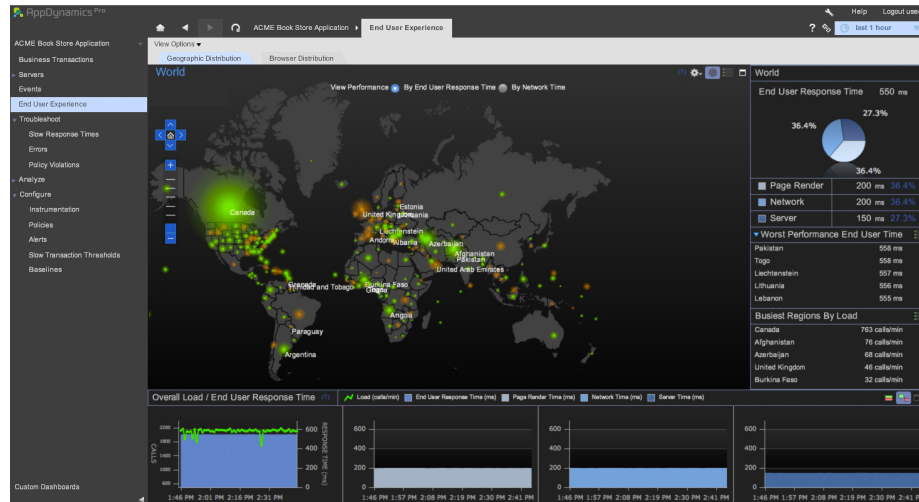 AppDynamics Pro
Help Logout user
ACME Book Store Application End User Experience
? last 1 hour
ACME Book Store Application
Business Transactions
Servers
Events
End User Experience
Troubleshoot
Slow Response Times
Errors
Policy Violations
Analyze
Configure
Instrumentation
Policies
Alerts
Slow Transaction Thresholds
Baselines
Custom Dashboards
View Options
Geographic Distribution Browser Distribution
World
(?)
View Performance By End User Response Time By Network Time
Canada
Estonia
United Kingdom
Liechtenstein
Andorra
Albania
Azerbaijan
Afghanistan
Pakistan
United Arab Emirates
Grenada
Trinidad and Tobago
Burkina Faso
Angola
Paraguay
Argentina
World
End User Response Time 550 ms
27.3%
36.4%
36.4%
Page Render 200 ms 36.4%
Network 200 ms 36.4%
Server 150 ms 27.3%
Worst Performance End User Time
Pakistan 558 ms
Togo 558 ms
Liechtenstein 557 ms
Lithuania 556 ms
Lebanon 555 ms
Busiest Regions By Load
Canada 763 calls/min
Afghanistan 76 calls/min
Azerbaijan 68 calls/min
United Kingdom 46 calls/min
Burkina Faso 32 calls/min
Overall Load / End User Response Time (?)
Load (calls/min) End User Response Time (ms) Page Render Time (ms) Network Time (ms) Server Time (ms)
CALLS
2200
1800
1400
1000
600
RESPONSE TIME (ms)
600
400
200
0
1:46 PM 2:01 PM 2:16 PM 2:31 PM
600
400
200
0
1:46 PM 1:57 PM 2:08 PM 2:19 PM 2:30 PM 2:41 PM
600
400
200
0
1:46 PM 1:57 PM 2:08 PM 2:19 PM 2:30 PM 2:41 PM
600
400
200
0
1:46 PM 1:57 PM 2:08 PM 2:19 PM 2:30 PM 2:41 PM